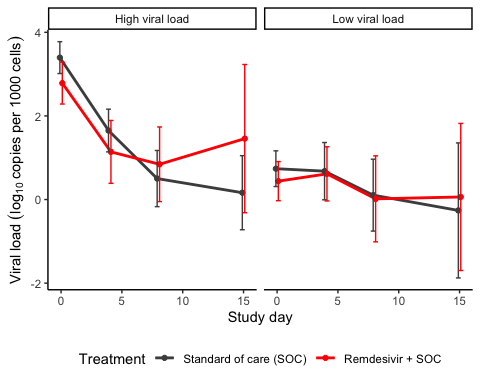 High viral load
Low viral load
Viral load (log₁₀ copies per 1000 cells)
4
2
0
-2
0 5 10 15
0 5 10 15
Study day
Treatment Standard of care (SOC) Remdesivir + SOC